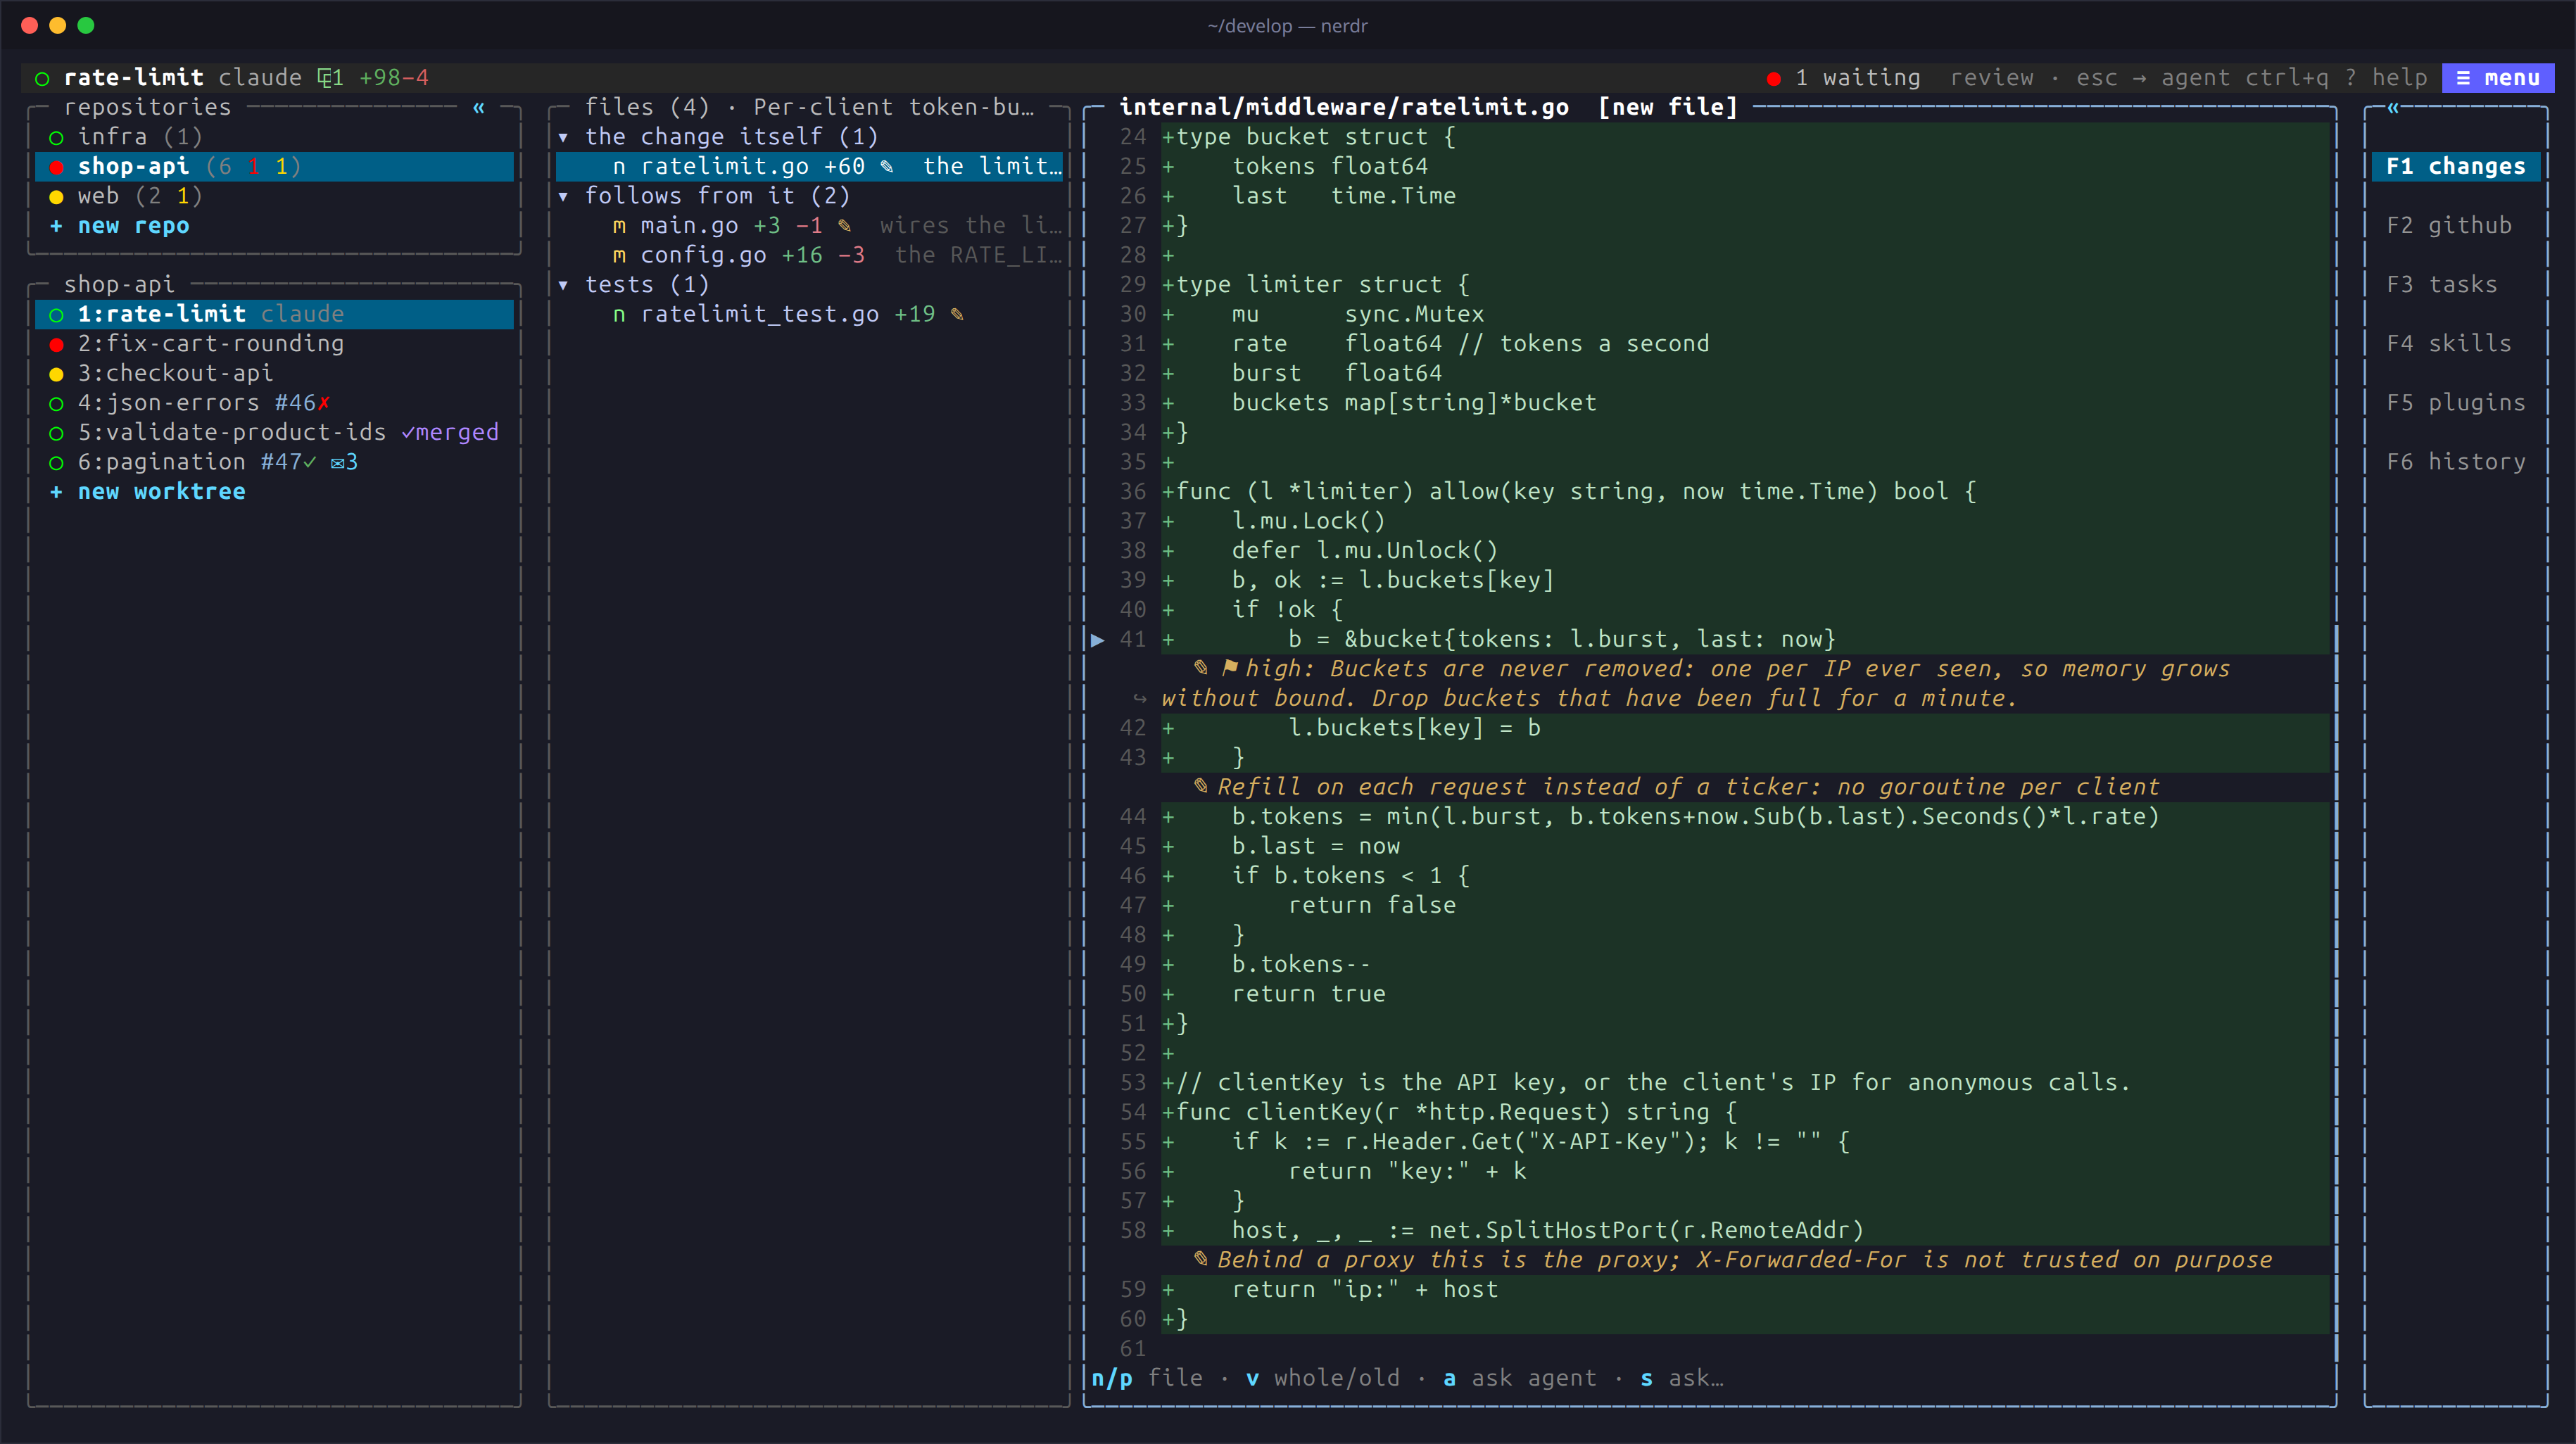 ~/develop — nerdr
○ rate-limit claude 1 +98−4 ● 1 waiting review · esc → agent ctrl+q ? help ≡ menu
repositories «
○ infra (1)
● shop-api (6 1 1)
● web (2 1)
+ new repo
shop-api
○ 1:rate-limit claude
● 2:fix-cart-rounding
● 3:checkout-api
○ 4:json-errors #46✗
○ 5:validate-product-ids ✓merged
○ 6:pagination #47✓ ✉3
+ new worktree
files (4) · Per-client token-bu…
▾ the change itself (1)
n ratelimit.go +60 ✎ the limit…
▾ follows from it (2)
m main.go +3 −1 ✎ wires the li…
m config.go +16 −3 the RATE_LI…
▾ tests (1)
n ratelimit_test.go +19 ✎
internal/middleware/ratelimit.go [new file]
24 +type bucket struct {
25 +    tokens float64
26 +    last   time.Time
27 +}
28 +
29 +type limiter struct {
30 +    mu      sync.Mutex
31 +    rate    float64 // tokens a second
32 +    burst   float64
33 +    buckets map[string]*bucket
34 +}
35 +
36 +func (l *limiter) allow(key string, now time.Time) bool {
37 +    l.mu.Lock()
38 +    defer l.mu.Unlock()
39 +    b, ok := l.buckets[key]
40 +    if !ok {
▶ 41 +        b = &bucket{tokens: l.burst, last: now}
✎ ⚑ high: Buckets are never removed: one per IP ever seen, so memory grows
↪ without bound. Drop buckets that have been full for a minute.
42 +        l.buckets[key] = b
43 +    }
✎ Refill on each request instead of a ticker: no goroutine per client
44 +    b.tokens = min(l.burst, b.tokens+now.Sub(b.last).Seconds()*l.rate)
45 +    b.last = now
46 +    if b.tokens < 1 {
47 +        return false
48 +    }
49 +    b.tokens--
50 +    return true
51 +}
52 +
53 +// clientKey is the API key, or the client's IP for anonymous calls.
54 +func clientKey(r *http.Request) string {
55 +    if k := r.Header.Get("X-API-Key"); k != "" {
56 +        return "key:" + k
57 +    }
58 +    host, _, _ := net.SplitHostPort(r.RemoteAddr)
✎ Behind a proxy this is the proxy; X-Forwarded-For is not trusted on purpose
59 +    return "ip:" + host
60 +}
61
n/p file · v whole/old · a ask agent · s ask…
«
F1 changes
F2 github
F3 tasks
F4 skills
F5 plugins
F6 history